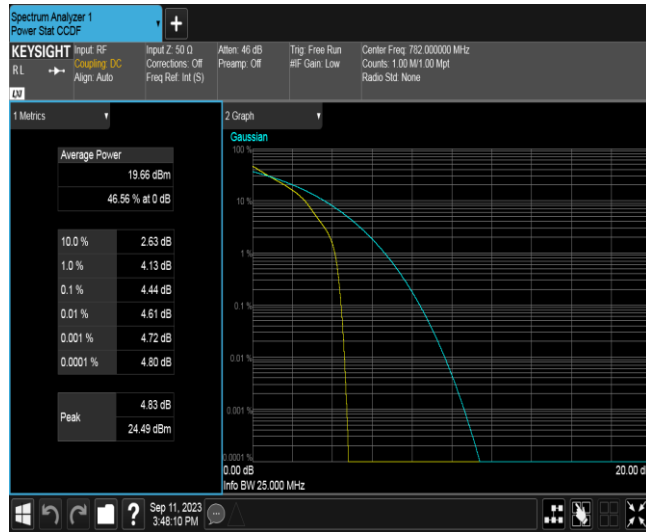 Spectrum Analyzer 1
Power Stat CCDF
+
KEYSIGHT
R L
LXI
Input: RF
Coupling: DC
Align: Auto
Input Z: 50 Ω
Corrections: Off
Freq Ref: Int (S)
Atten: 46 dB
Preamp: Off
Trig: Free Run
#IF Gain: Low
Center Freq: 782.000000 MHz
Counts: 1.00 M/1.00 Mpt
Radio Std: None
1 Metrics
Average Power
19.66 dBm
46.56 % at 0 dB
10.0 % 2.63 dB
1.0 % 4.13 dB
0.1 % 4.44 dB
0.01 % 4.61 dB
0.001 % 4.72 dB
0.0001 % 4.80 dB
Peak
4.83 dB
24.49 dBm
2 Graph
Gaussian
100 %
10 %
1 %
0.1 %
0.01 %
0.001 %
0.0001 %
0.00 dB 20.00 dB
Info BW 25.000 MHz
?
Sep 11, 2023
3:48:10 PM